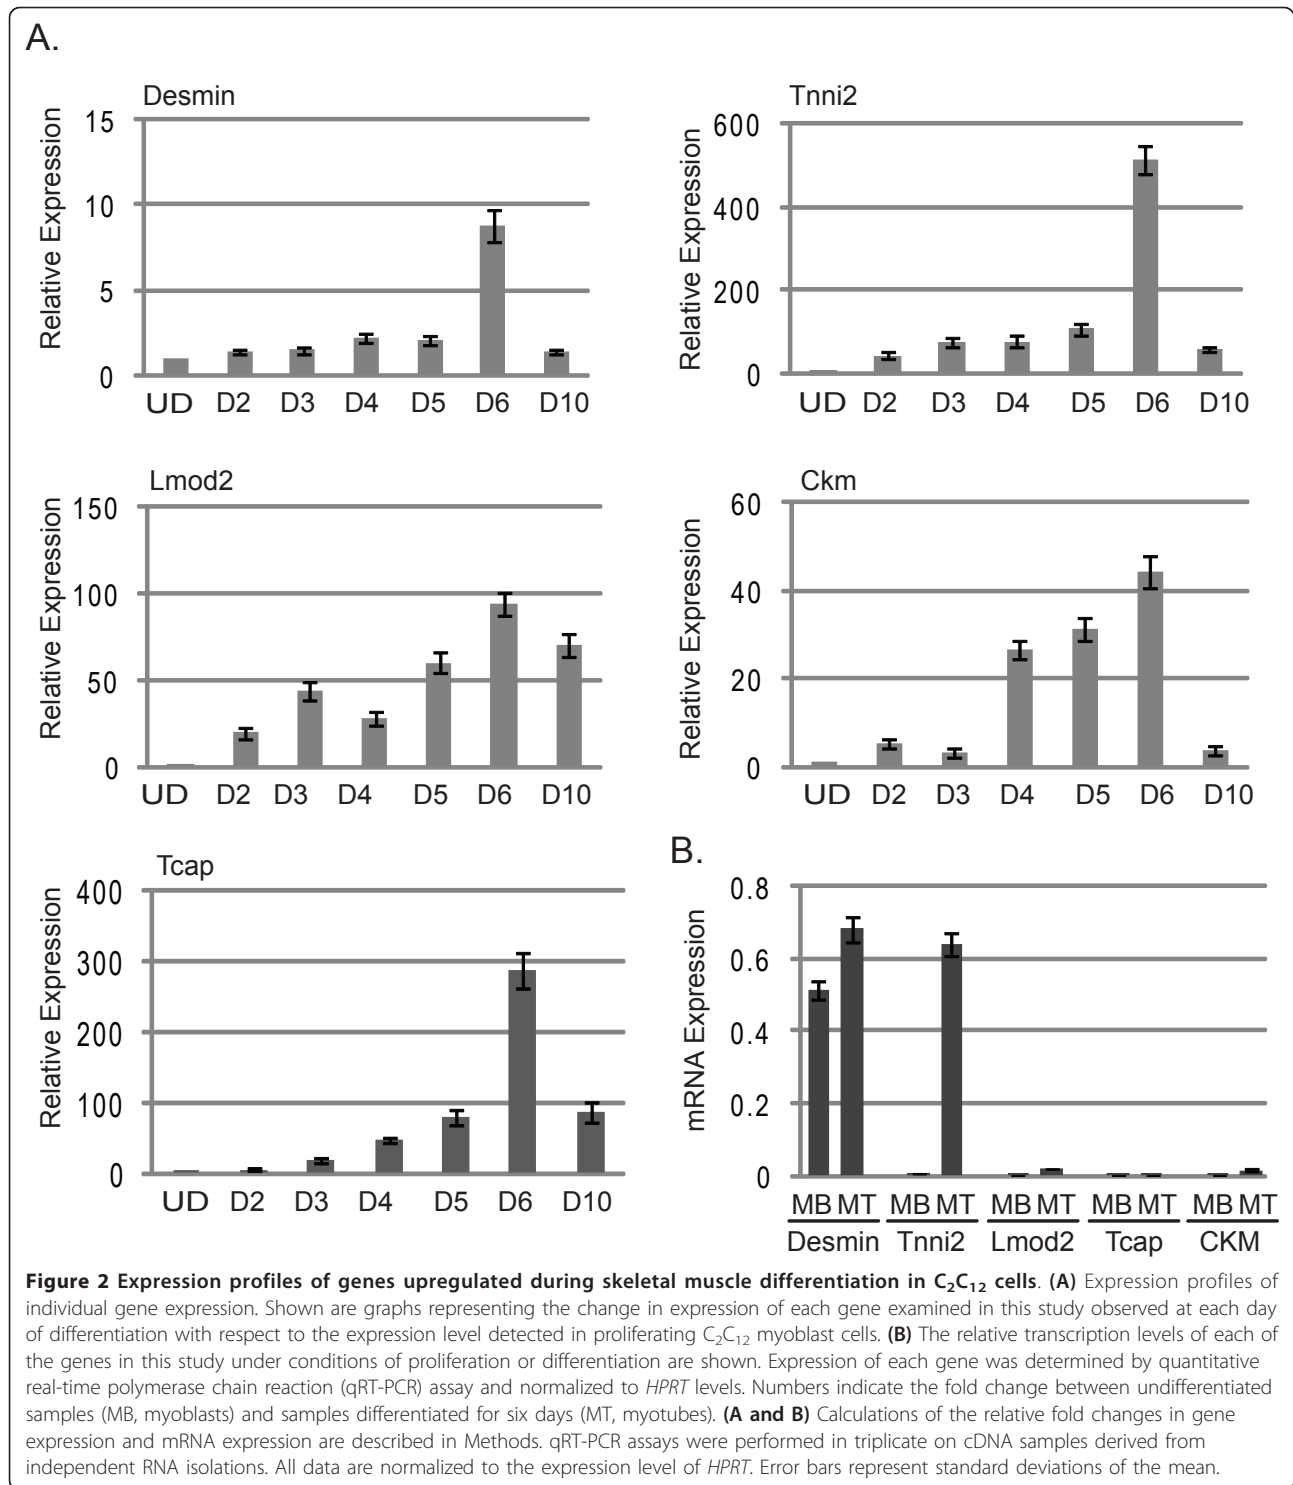 A.
Desmin
Relative Expression
15
10
5
0
UD D2 D3 D4 D5 D6 D10
Tnni2
Relative Expression
600
400
200
0
UD D2 D3 D4 D5 D6 D10
Lmod2
Relative Expression
150
100
50
0
UD D2 D3 D4 D5 D6 D10
Ckm
Relative Expression
60
40
20
0
UD D2 D3 D4 D5 D6 D10
Tcap
Relative Expression
400
300
200
100
0
UD D2 D3 D4 D5 D6 D10
B.
mRNA Expression
0.8
0.6
0.4
0.2
0
MB MT MB MT MB MT MB MT MB MT
Desmin Tnni2 Lmod2 Tcap CKM
Figure 2 Expression profiles of genes upregulated during skeletal muscle differentiation in C₂C₁₂ cells. (A) Expression profiles of
individual gene expression. Shown are graphs representing the change in expression of each gene examined in this study observed at each day
of differentiation with respect to the expression level detected in proliferating C₂C₁₂ myoblast cells. (B) The relative transcription levels of each of
the genes in this study under conditions of proliferation or differentiation are shown. Expression of each gene was determined by quantitative
real-time polymerase chain reaction (qRT-PCR) assay and normalized to HPRT levels. Numbers indicate the fold change between undifferentiated
samples (MB, myoblasts) and samples differentiated for six days (MT, myotubes). (A and B) Calculations of the relative fold changes in gene
expression and mRNA expression are described in Methods. qRT-PCR assays were performed in triplicate on cDNA samples derived from
independent RNA isolations. All data are normalized to the expression level of HPRT. Error bars represent standard deviations of the mean.